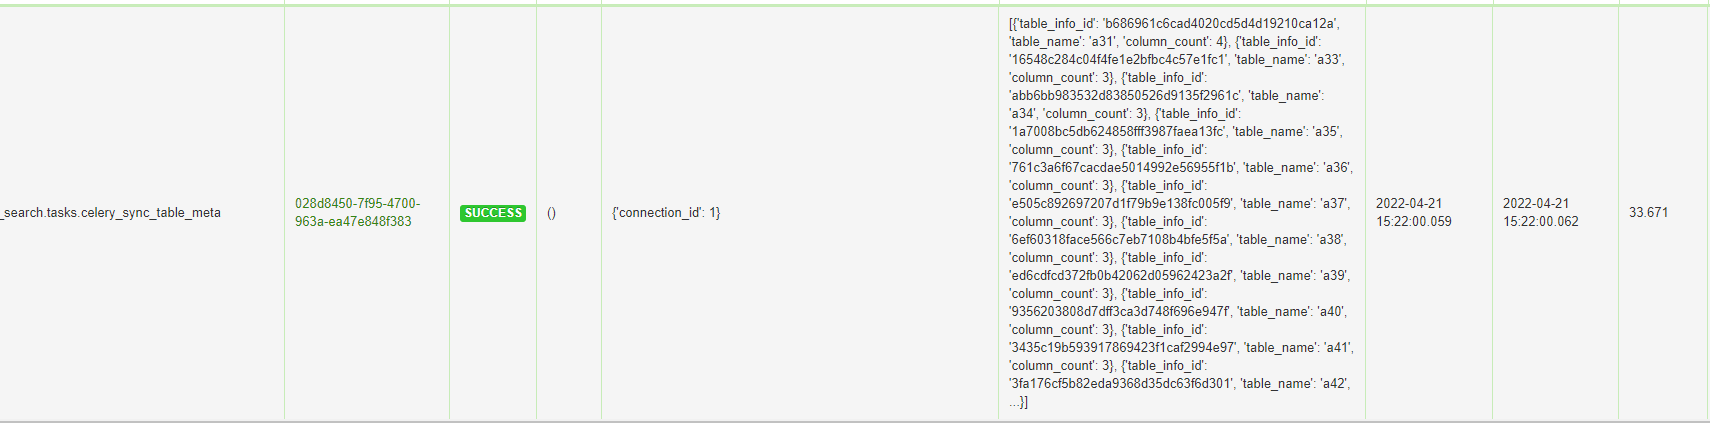 _search.tasks.celery_sync_table_meta
028d8450-7f95-4700-
963a-ea47e848f383
SUCCESS
()
{'connection_id': 1}
[{'table_info_id': 'b686961c6cad4020cd5d4d19210ca12a',
'table_name': 'a31', 'column_count': 4}, {'table_info_id':
'16548c284c04f4fe1e2bfbc4c57e1fc1', 'table_name': 'a33',
'column_count': 3}, {'table_info_id':
'abb6bb983532d83850526d9135f2961c', 'table_name':
'a34', 'column_count': 3}, {'table_info_id':
'1a7008bc5db624858fff3987faea13fc', 'table_name': 'a35',
'column_count': 3}, {'table_info_id':
'761c3a6f67cacdae5014992e56955f1b', 'table_name': 'a36',
'column_count': 3}, {'table_info_id':
'e505c892697207d1f79b9e138fc005f9', 'table_name': 'a37',
'column_count': 3}, {'table_info_id':
'6ef60318face566c7eb7108b4bfe5f5a', 'table_name': 'a38',
'column_count': 3}, {'table_info_id':
'ed6cdfcd372fb0b42062d05962423a2f', 'table_name': 'a39',
'column_count': 3}, {'table_info_id':
'9356203808d7dff3ca3d748f696e947f', 'table_name': 'a40',
'column_count': 3}, {'table_info_id':
'3435c19b593917869423f1caf2994e97', 'table_name': 'a41',
'column_count': 3}, {'table_info_id':
'3fa176cf5b82eda9368d35dc63f6d301', 'table_name': 'a42',
...}]
2022-04-21
15:22:00.059
2022-04-21
15:22:00.062
33.671